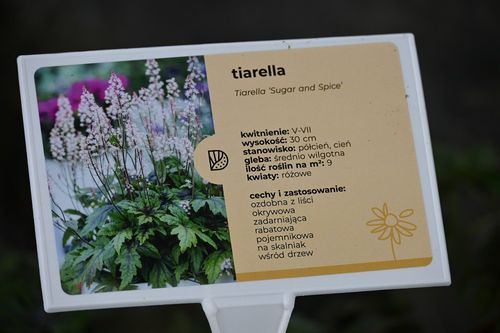 tiarella
Tiarella 'Sugar and Spice'
kwitnienie: V-VII
wysokość: 30 cm
stanowisko: półcień, cień
gleba: średnio wilgotna
ilość roślin na m²: 9
kwiaty: różowe
cechy i zastosowanie:
ozdobna z liści
okrywowa
zadarniająca
rabatowa
pojemnikowa
na skalniak
wśród drzew